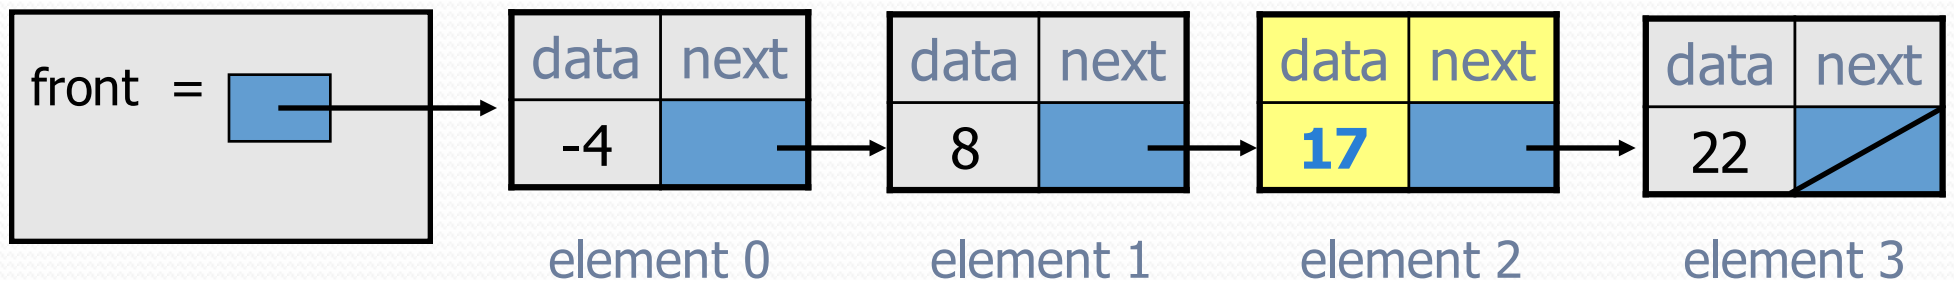 front =
data next
-4
element 0
data next
8
element 1
data next
17
element 2
data next
22
element 3